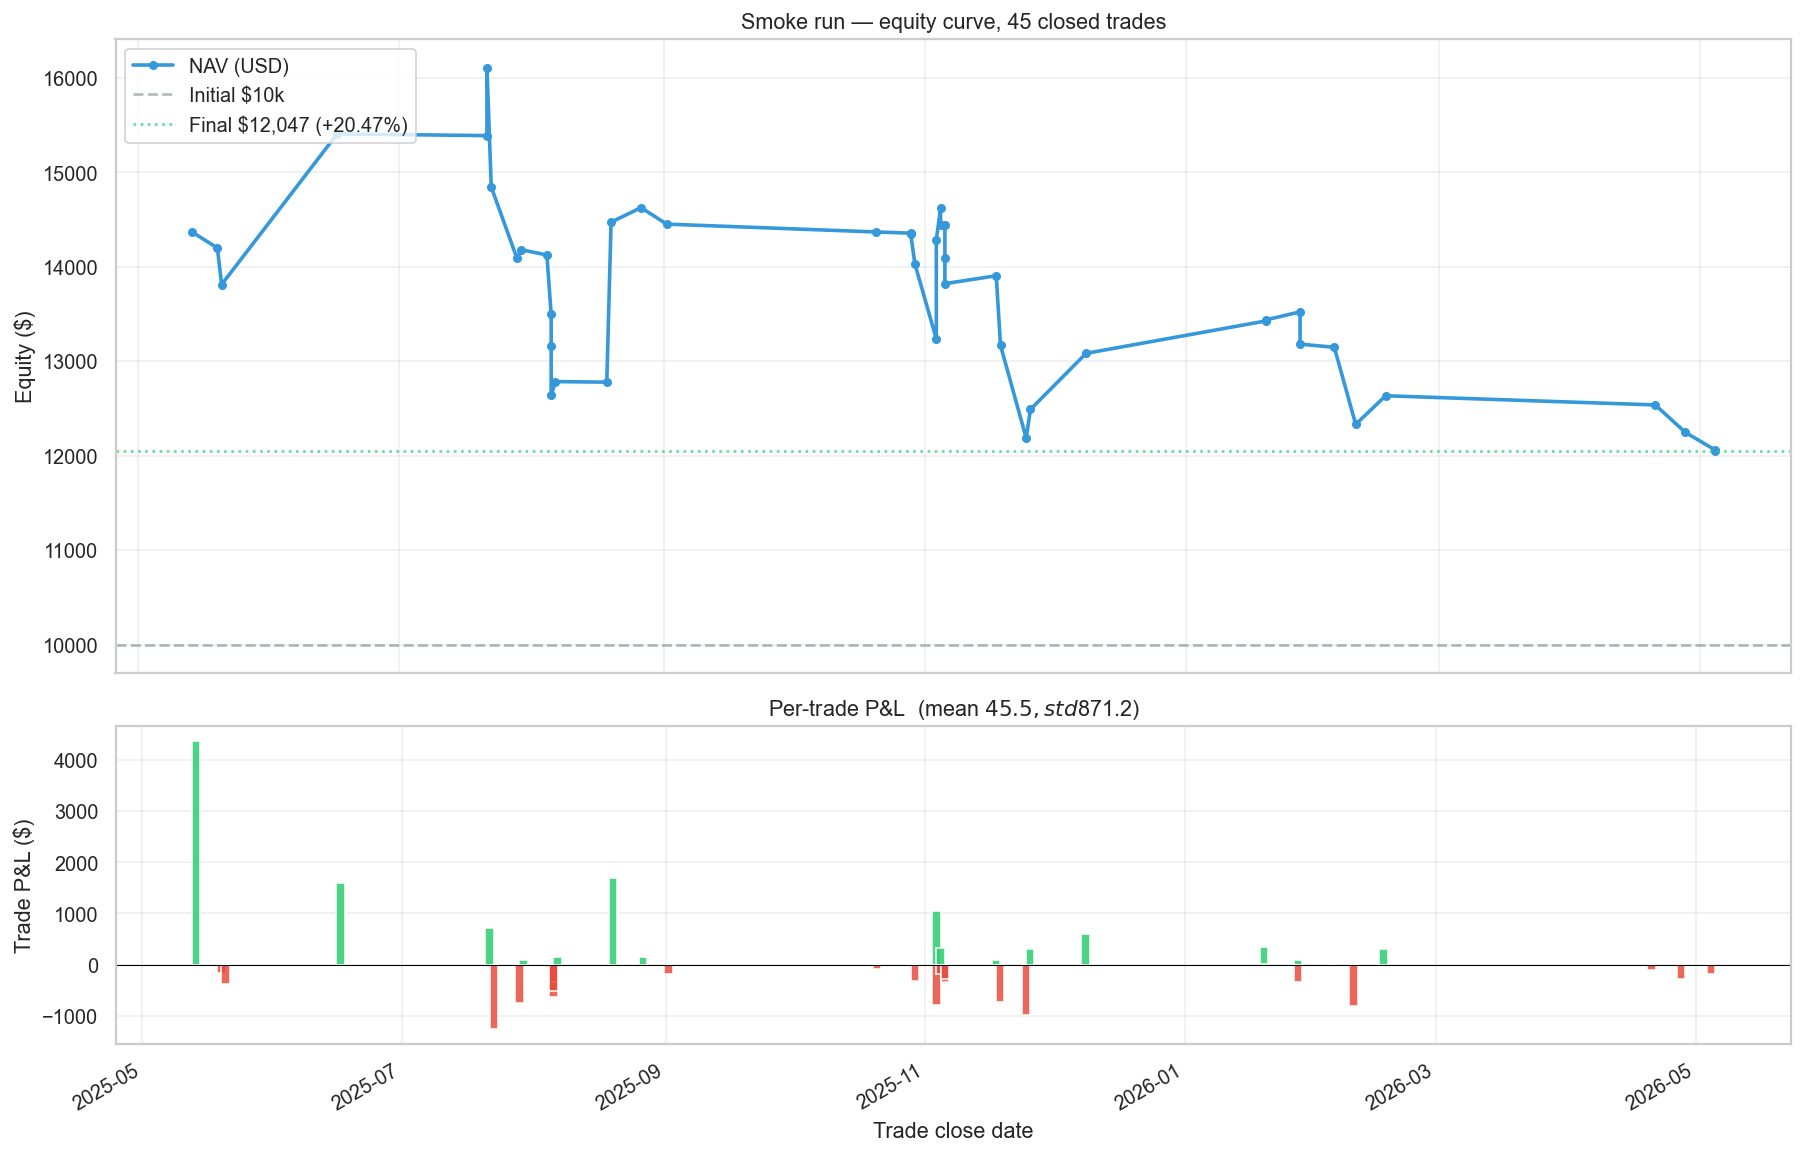 Smoke run — equity curve, 45 closed trades
NAV (USD)
Initial $10k
Final $12,047 (+20.47%)
Equity ($)
16000
15000
14000
13000
12000
11000
10000
Per-trade P&L (mean 45.5, std871.2)
Trade P&L ($)
4000
3000
2000
1000
0
−1000
2025-05
2025-07
2025-09
2025-11
2026-01
2026-03
2026-05
Trade close date